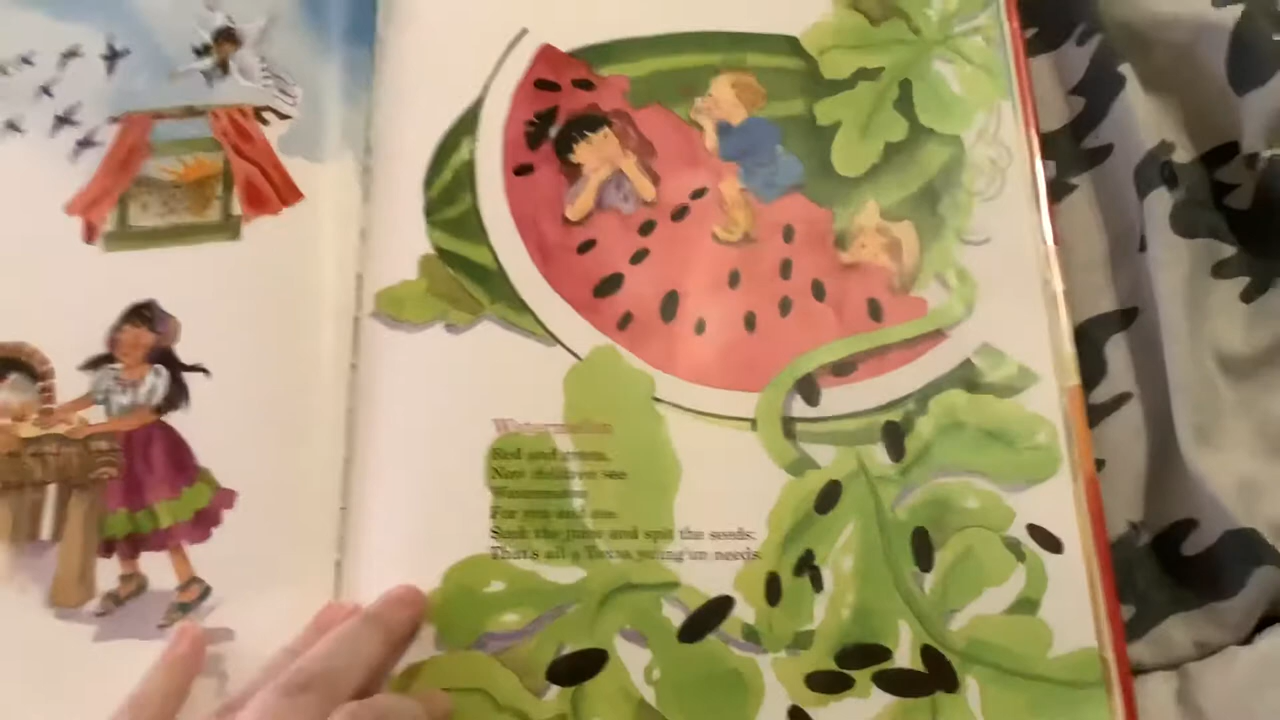 Watermelon
Red and green,
Now children see
Watermelon
For you and me.
Suck the juice and spit the seeds:
That's all a Texas young'un needs.